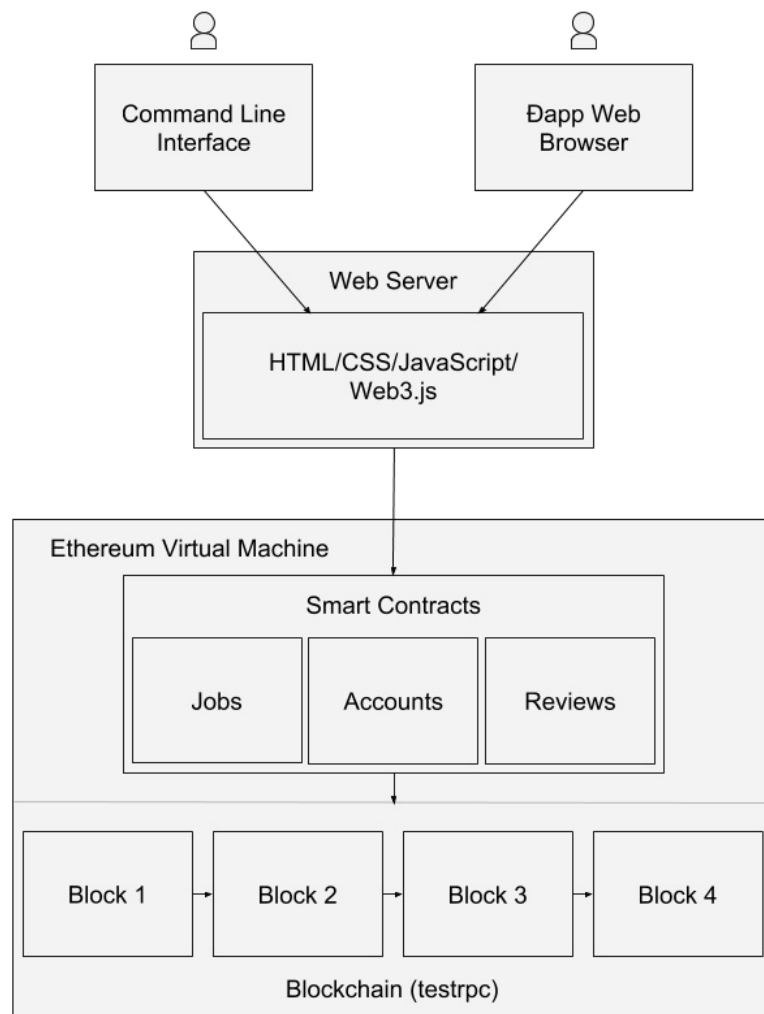 Command Line
Interface
Đapp Web
Browser
Web Server
HTML/CSS/JavaScript/
Web3.js
Ethereum Virtual Machine
Smart Contracts
Jobs
Accounts
Reviews
Block 1
Block 2
Block 3
Block 4
Blockchain (testrpc)